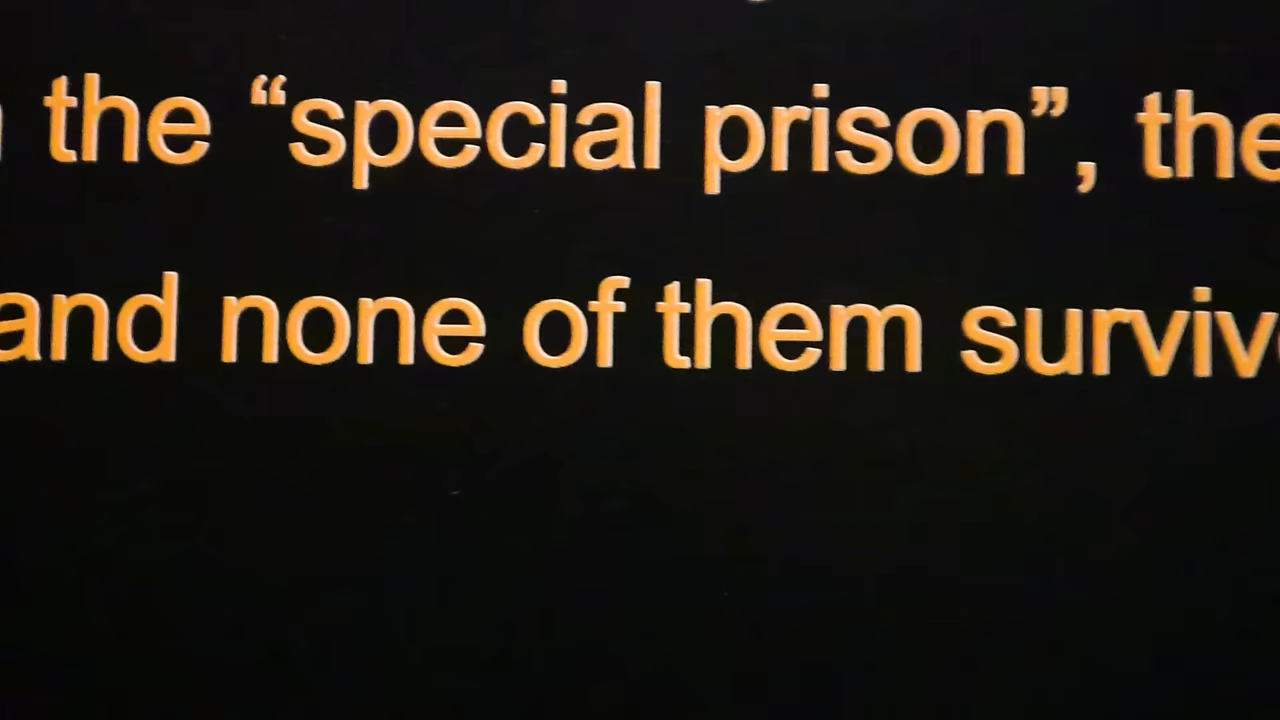 the “special prison”, the
and none of them surviv